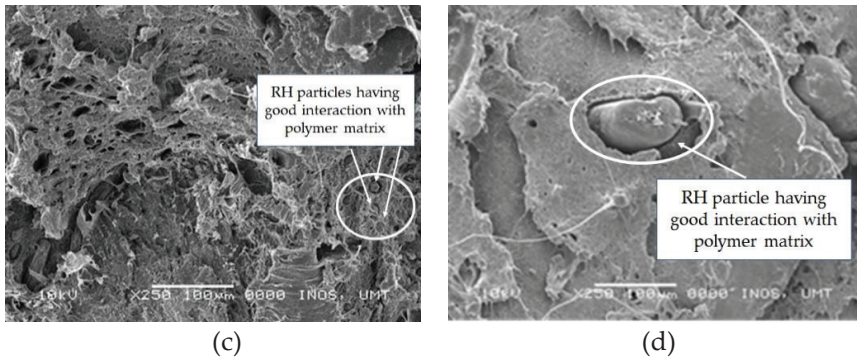 RH particles having
good interaction with
polymer matrix
10kV X250 100µm 0000 INOS, UMT
(c)
RH particle having
good interaction with
polymer matrix
10kV X250 100µm 0000 INOS, UMT
(d)